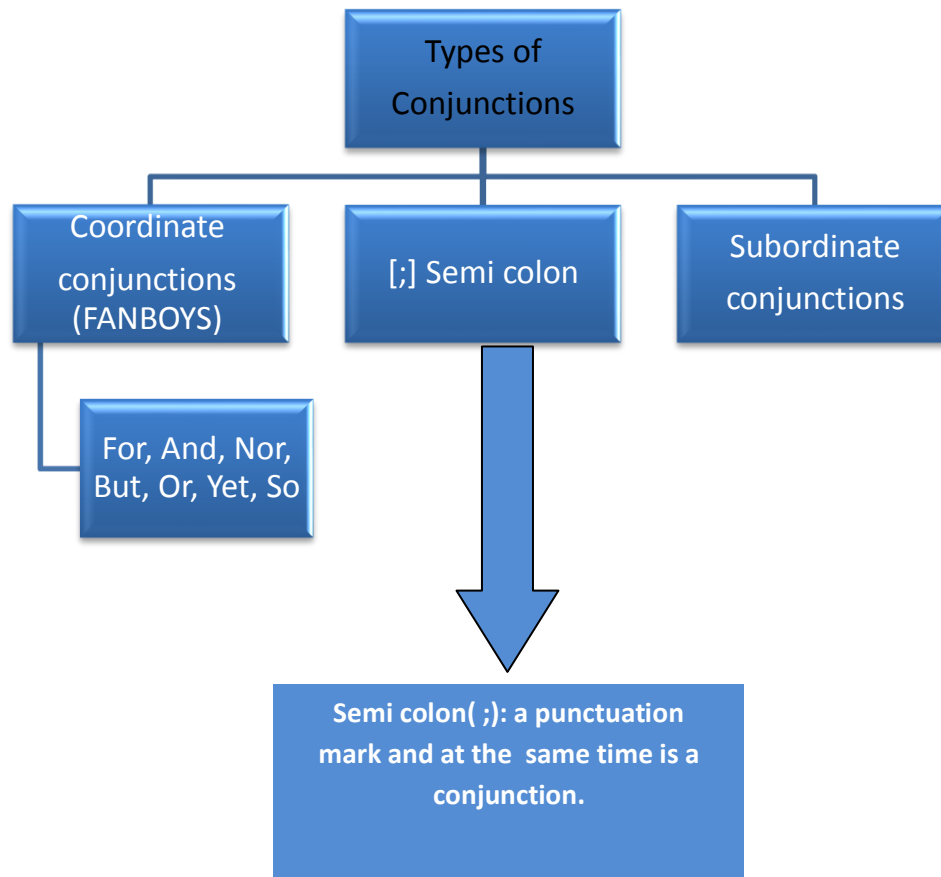 Types of
Conjunctions
Coordinate
conjunctions
(FANBOYS)
[;] Semi colon
Subordinate
conjunctions
For, And, Nor,
But, Or, Yet, So
Semi colon( ;): a punctuation
mark and at the  same time is a
conjunction.